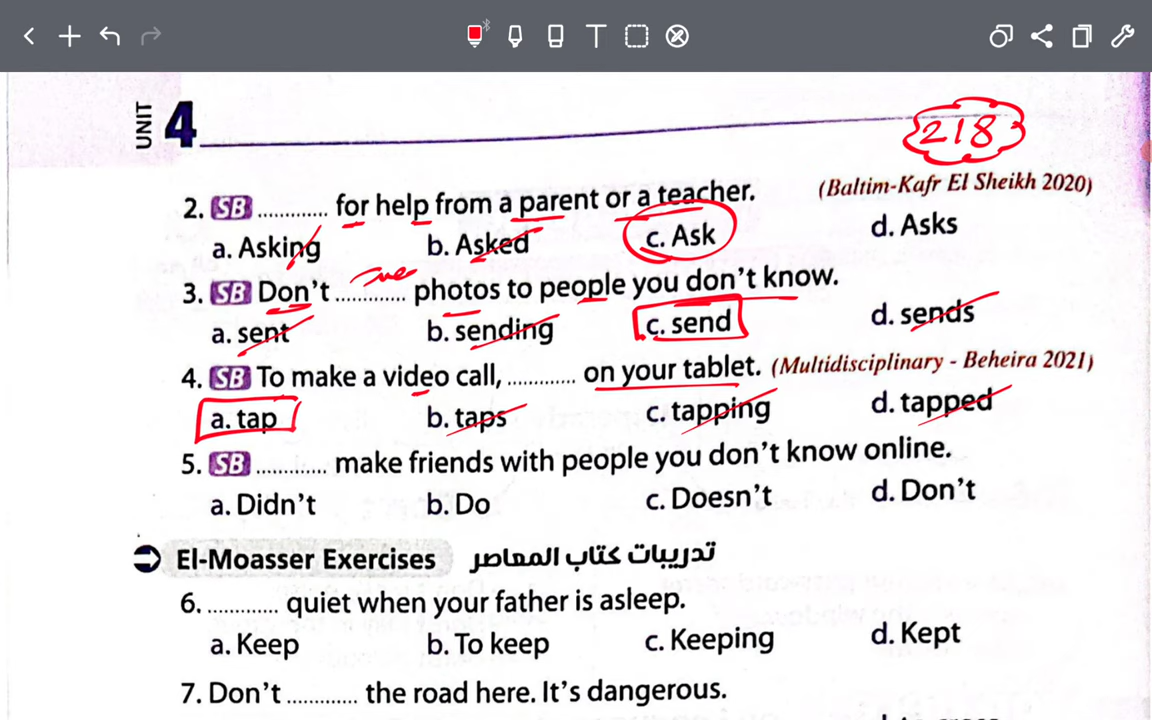 UNIT 4
218
2. SB ............ for help from a parent or a teacher. (Baltim-Kafr El Sheikh 2020)
a. Asking b. Asked c. Ask d. Asks
3. SB Don't ............ photos to people you don't know.
a. sent b. sending c. send d. sends
4. SB To make a video call, ............ on your tablet. (Multidisciplinary - Beheira 2021)
a. tap b. taps c. tapping d. tapped
5. SB ............ make friends with people you don't know online.
a. Didn't b. Do c. Doesn't d. Don't
El-Moasser Exercises تدريبات كتاب المعاصر
6. ............ quiet when your father is asleep.
a. Keep b. To keep c. Keeping d. Kept
7. Don't ............ the road here. It's dangerous.